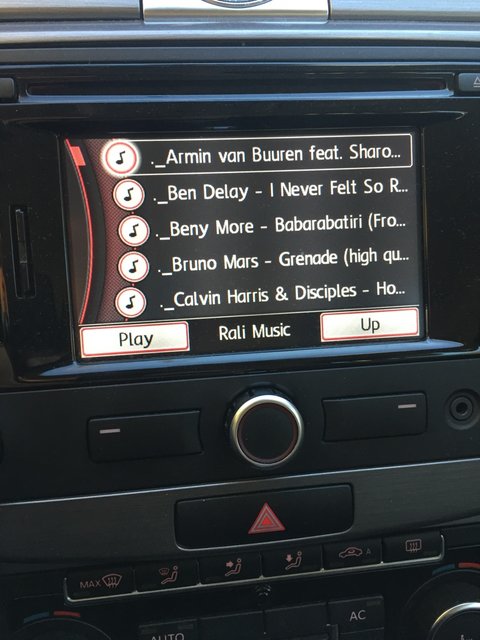 ._Armin van Buuren feat. Sharo...
._Ben Delay - I Never Felt So R...
._Beny More - Babarabatiri (Fro...
._Bruno Mars - Grenade (high qu...
._Calvin Harris & Disciples - Ho...
Play Rali Music Up
MAX A
AUTO AC